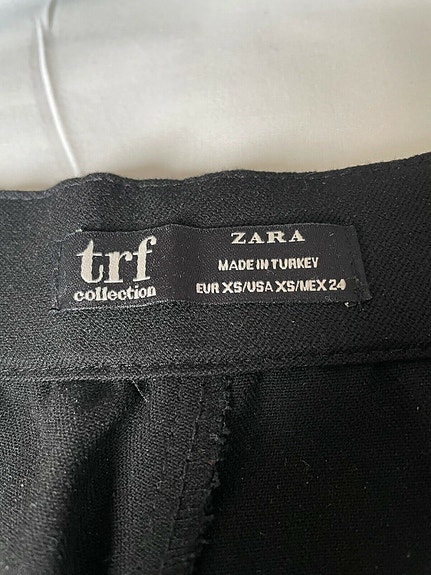 trf
collection
ZARA
MADE IN TURKEY
EUR XS/USA XS/MEX 24